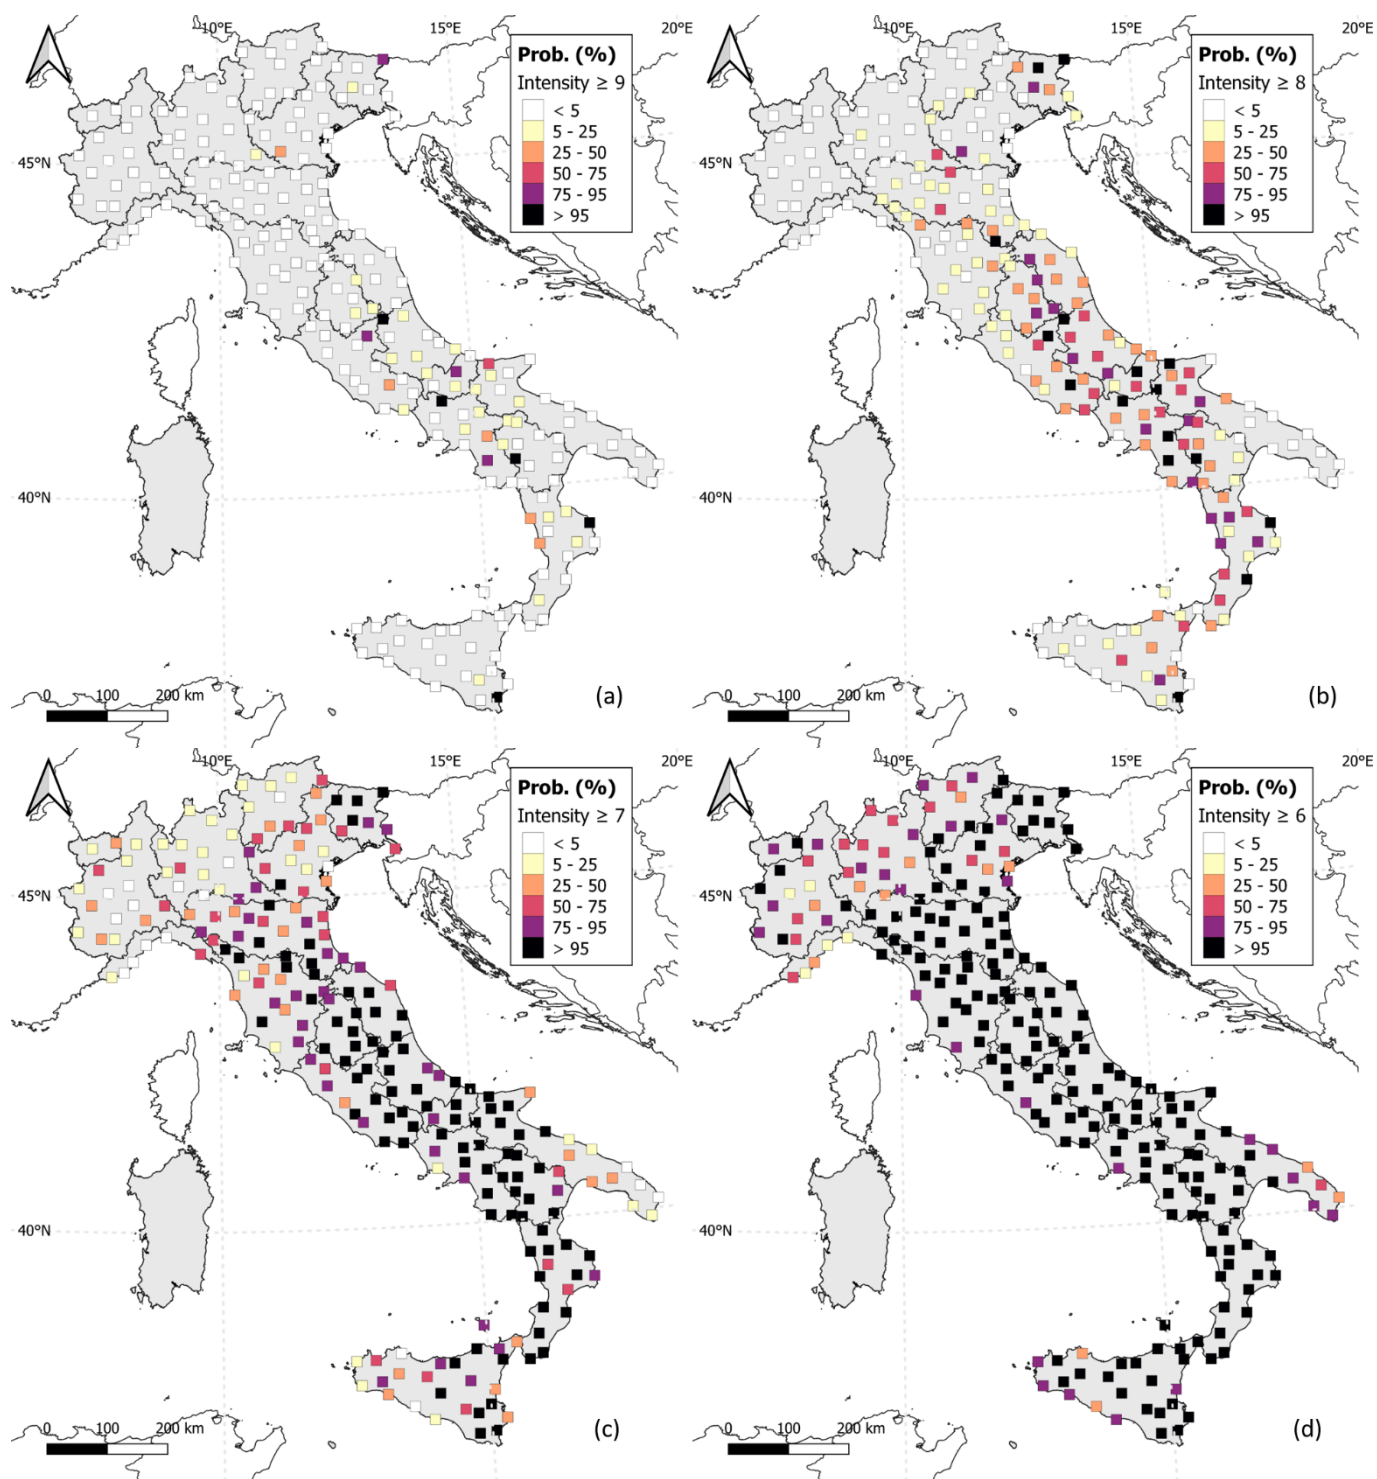 10°E
15°E
20°E
45°N
40°N
Prob. (%)
Intensity ≥ 9
< 5
5 - 25
25 - 50
50 - 75
75 - 95
> 95
0 100 200 km
(a)
10°E
15°E
20°E
45°N
40°N
Prob. (%)
Intensity ≥ 8
< 5
5 - 25
25 - 50
50 - 75
75 - 95
> 95
0 100 200 km
(b)
10°E
15°E
20°E
45°N
40°N
Prob. (%)
Intensity ≥ 7
< 5
5 - 25
25 - 50
50 - 75
75 - 95
> 95
0 100 200 km
(c)
10°E
15°E
20°E
45°N
40°N
Prob. (%)
Intensity ≥ 6
< 5
5 - 25
25 - 50
50 - 75
75 - 95
> 95
0 100 200 km
(d)